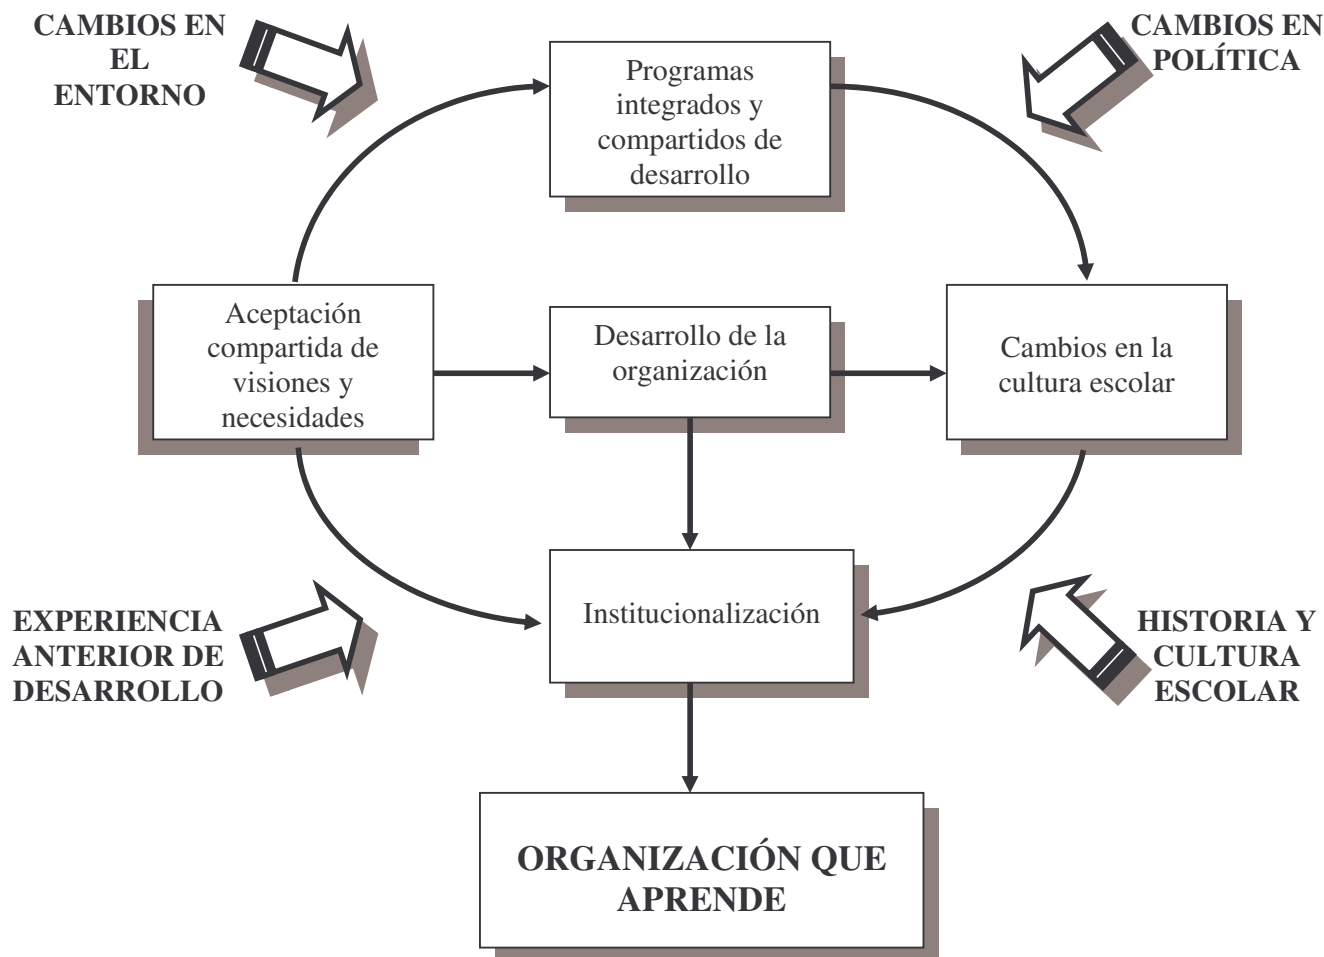 CAMBIOS EN
EL
ENTORNO
Programas
integrados y
compartidos de
desarrollo
CAMBIOS EN
POLÍTICA
Aceptación
compartida de
visiones y
necesidades
Desarrollo de la
organización
Cambios en la
cultura escolar
EXPERIENCIA
ANTERIOR DE
DESARROLLO
Institucionalización
HISTORIA Y
CULTURA
ESCOLAR
ORGANIZACIÓN QUE
APRENDE